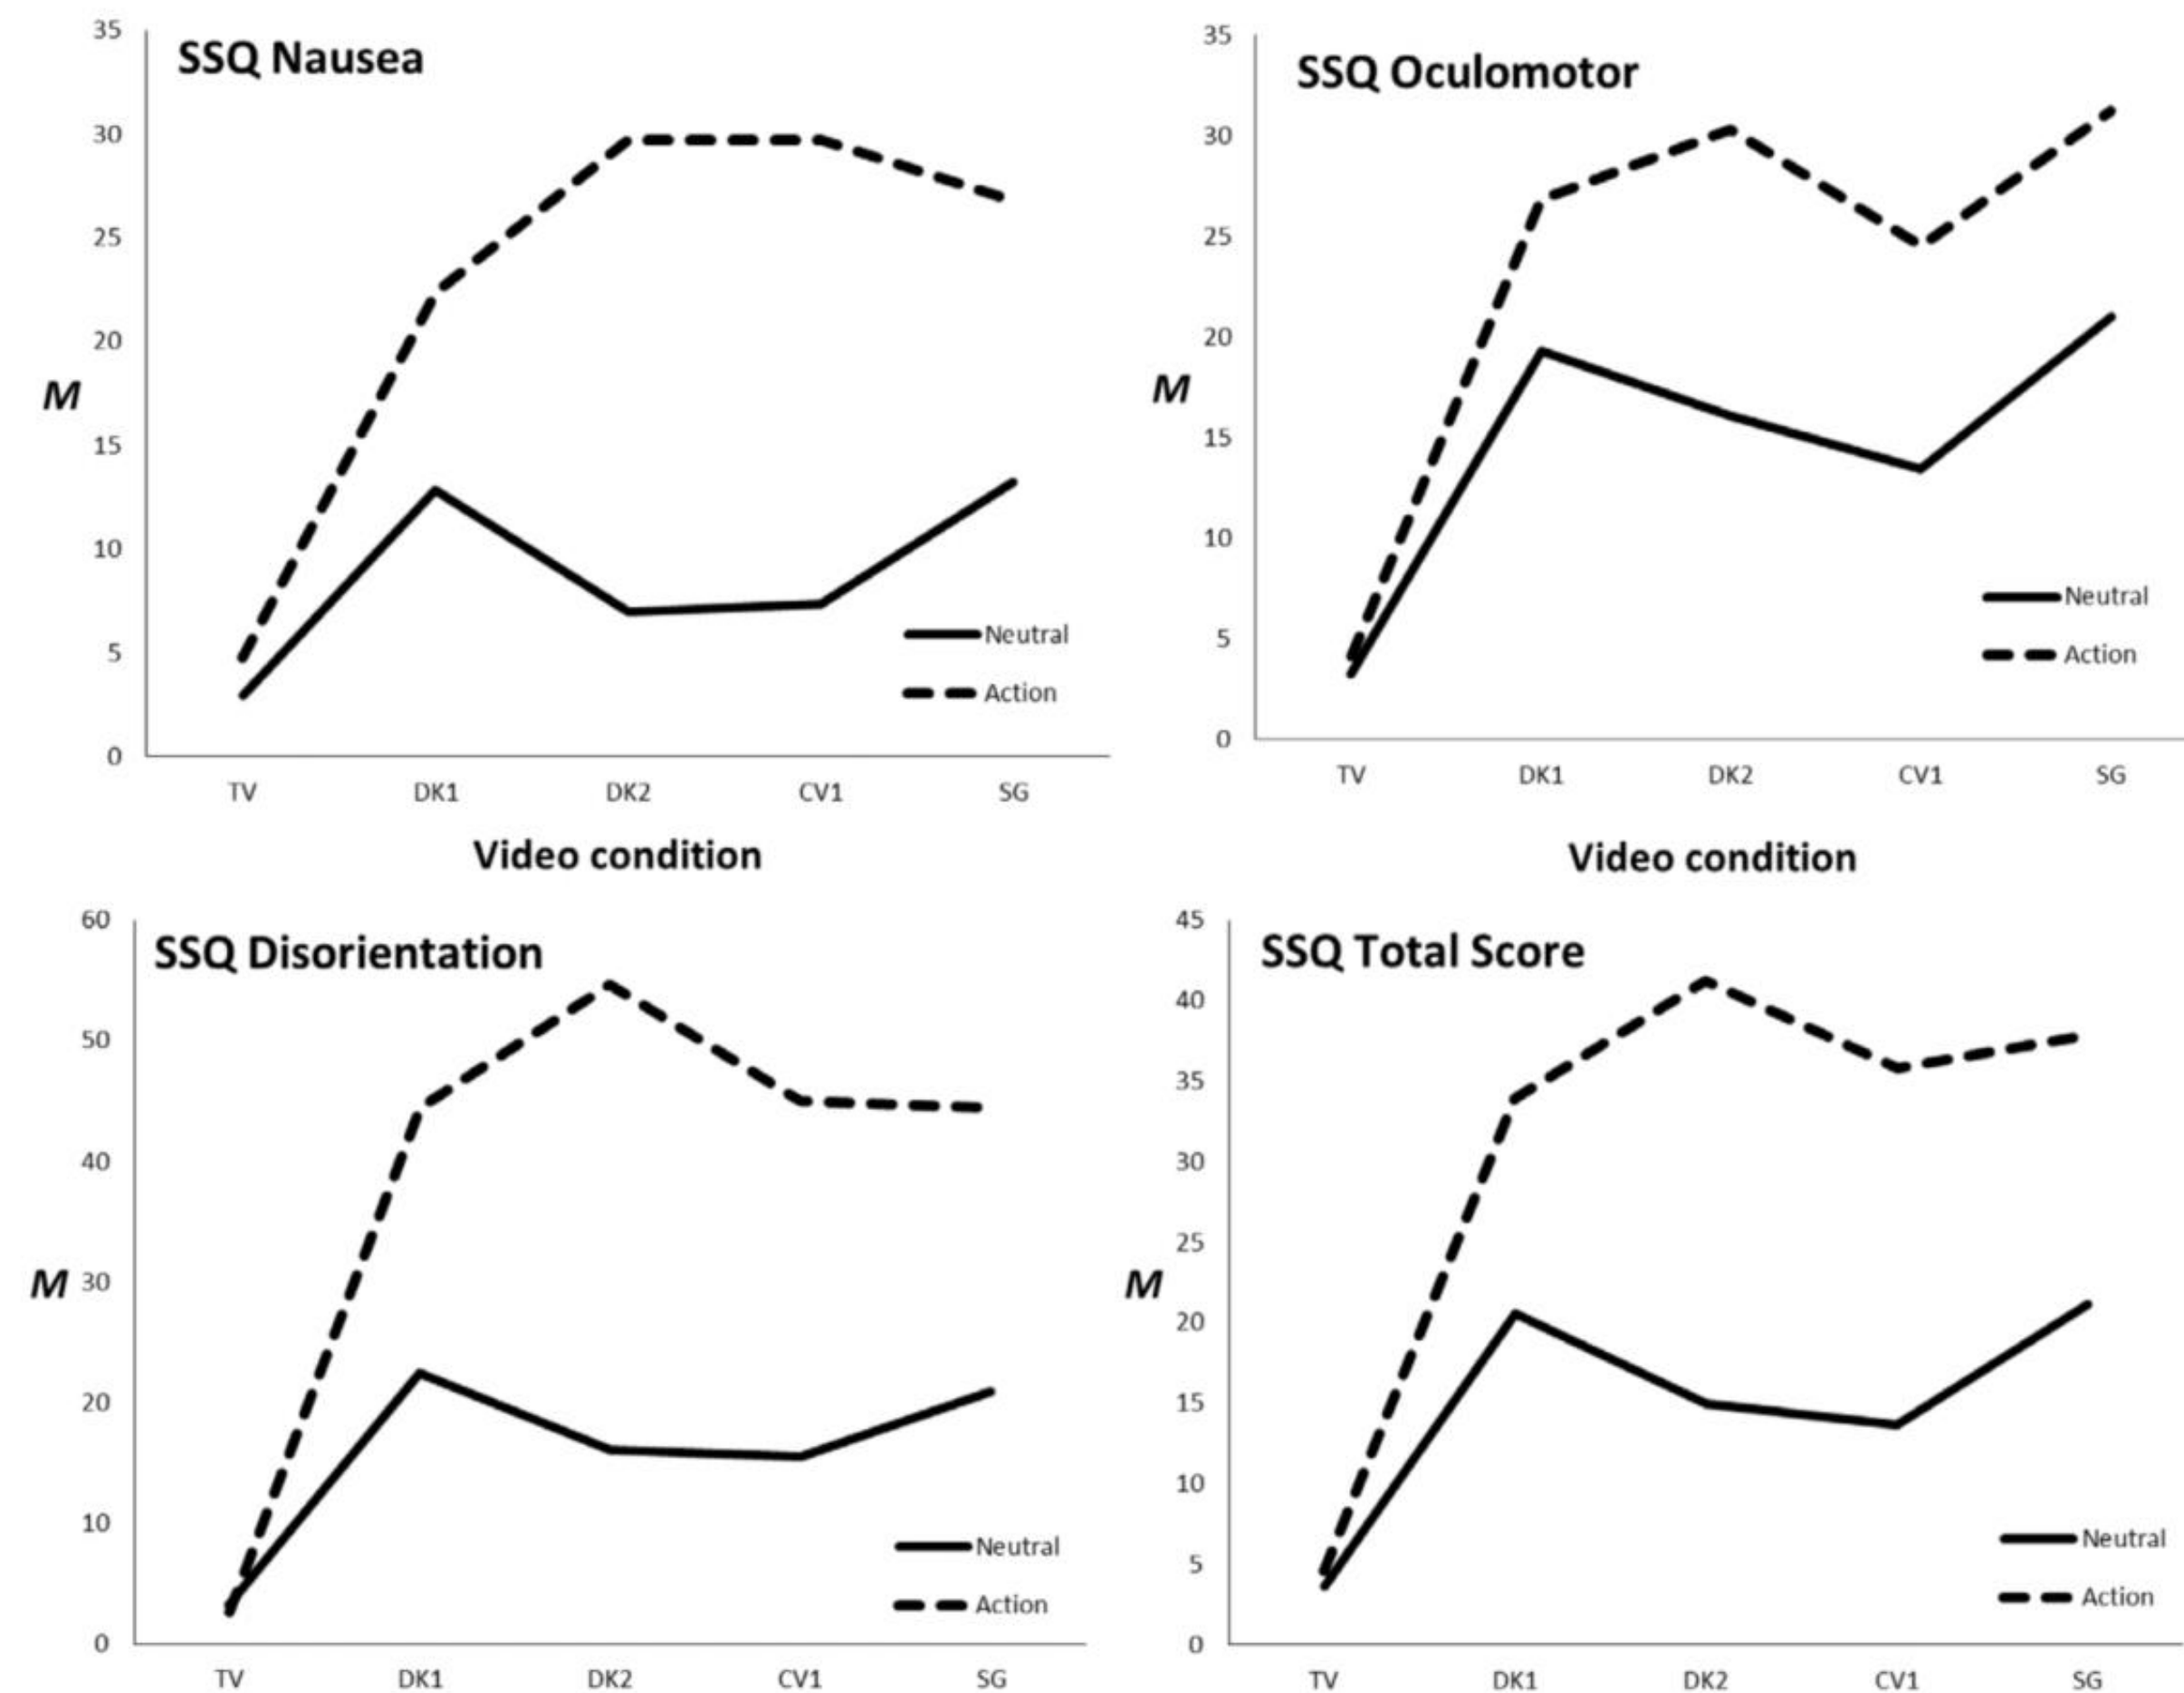 SSQ Nausea
35
30
25
20
15
10
5
0
M
Neutral
Action
TV DK1 DK2 CV1 SG
Video condition
SSQ Oculomotor
35
30
25
20
15
10
5
0
M
Neutral
Action
TV DK1 DK2 CV1 SG
Video condition
SSQ Disorientation
60
50
40
30
20
10
0
M
Neutral
Action
TV DK1 DK2 CV1 SG
SSQ Total Score
45
40
35
30
25
20
15
10
5
0
M
Neutral
Action
TV DK1 DK2 CV1 SG